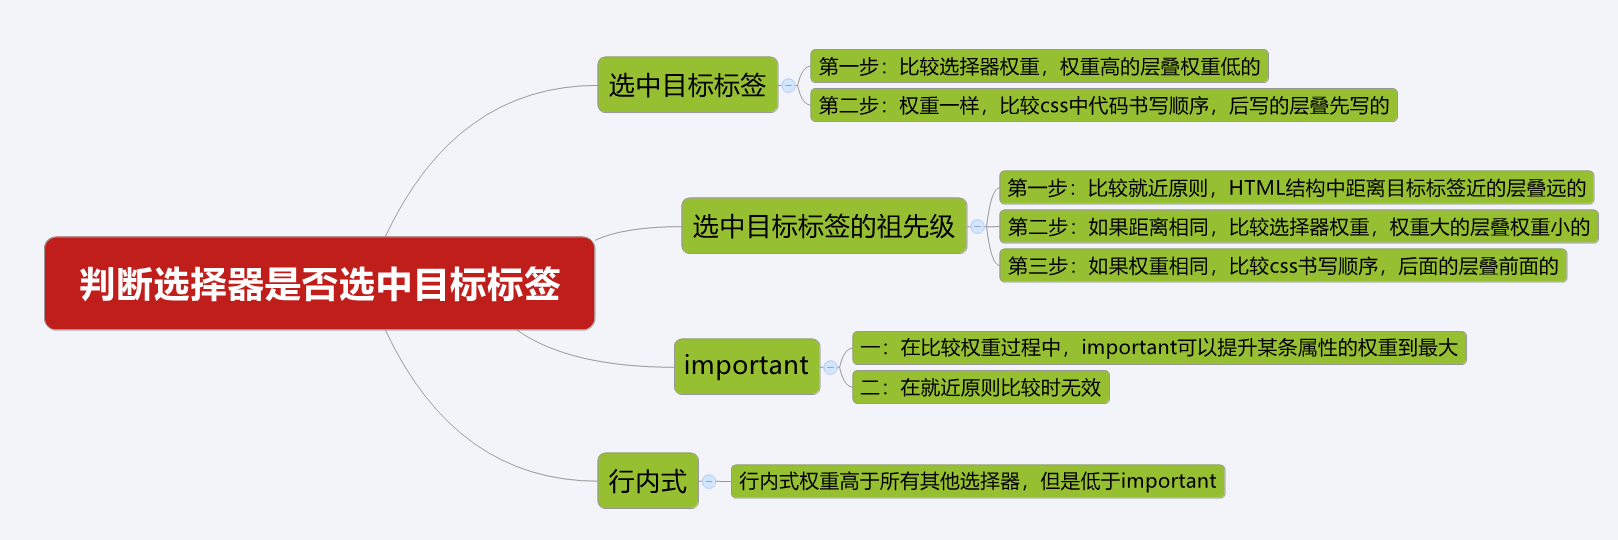 判断选择器是否选中目标标签
选中目标标签
第一步：比较选择器权重，权重高的层叠权重低的
第二步：权重一样，比较css中代码书写顺序，后写的层叠先写的
选中目标标签的祖先级
第一步：比较就近原则，HTML结构中距离目标标签近的层叠远的
第二步：如果距离相同，比较选择器权重，权重大的层叠权重小的
第三步：如果权重相同，比较css书写顺序，后面的层叠前面的
important
一：在比较权重过程中，important可以提升某条属性的权重到最大
二：在就近原则比较时无效
行内式
行内式权重高于所有其他选择器，但是低于important